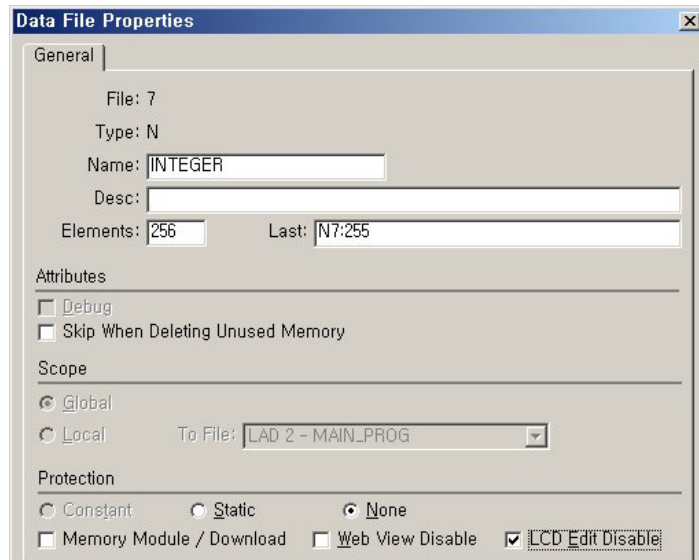 Data File Properties
General
File: 7
Type: N
Name: INTEGER
Desc:
Elements: 256 Last: N7:255
Attributes
Debug
Skip When Deleting Unused Memory
Scope
Global
Local To File: LAD 2 - MAIN_PROG
Protection
Constant Static None
Memory Module / Download Web View Disable LCD Edit Disable